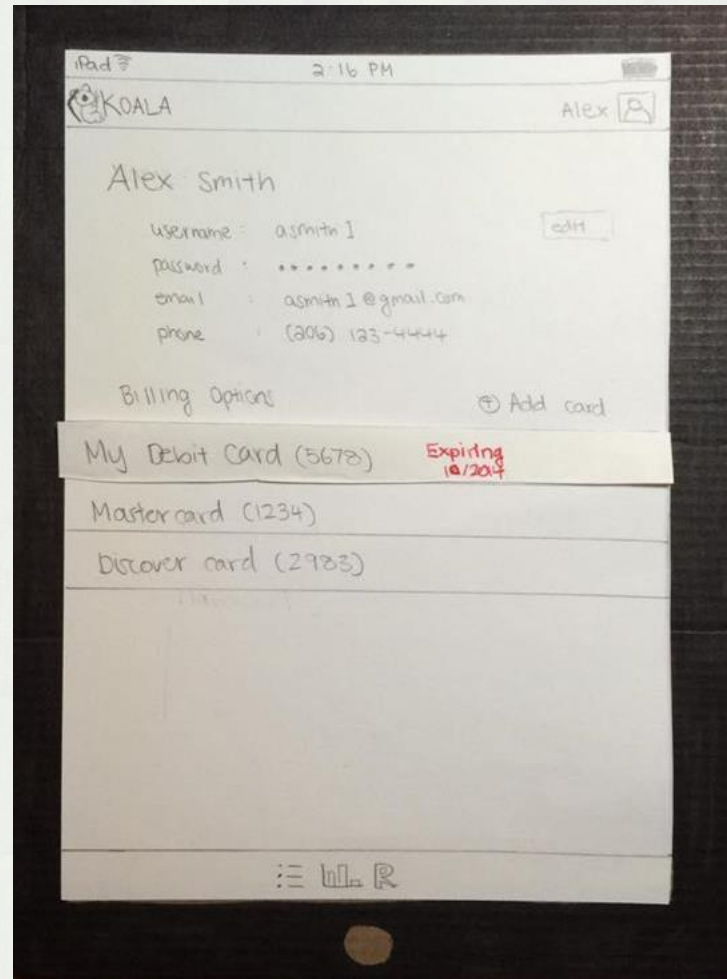 iPad 2:16 PM
KOALA Alex
Alex Smith
username : asmith1 edit
password : • • • • • • • • •
email : asmith1@gmail.com
phone : (206) 123-4444
Billing Options + Add card
My Debit Card (5678) Expiring
10/2014
Mastercard (1234)
Discover card (2983)
R